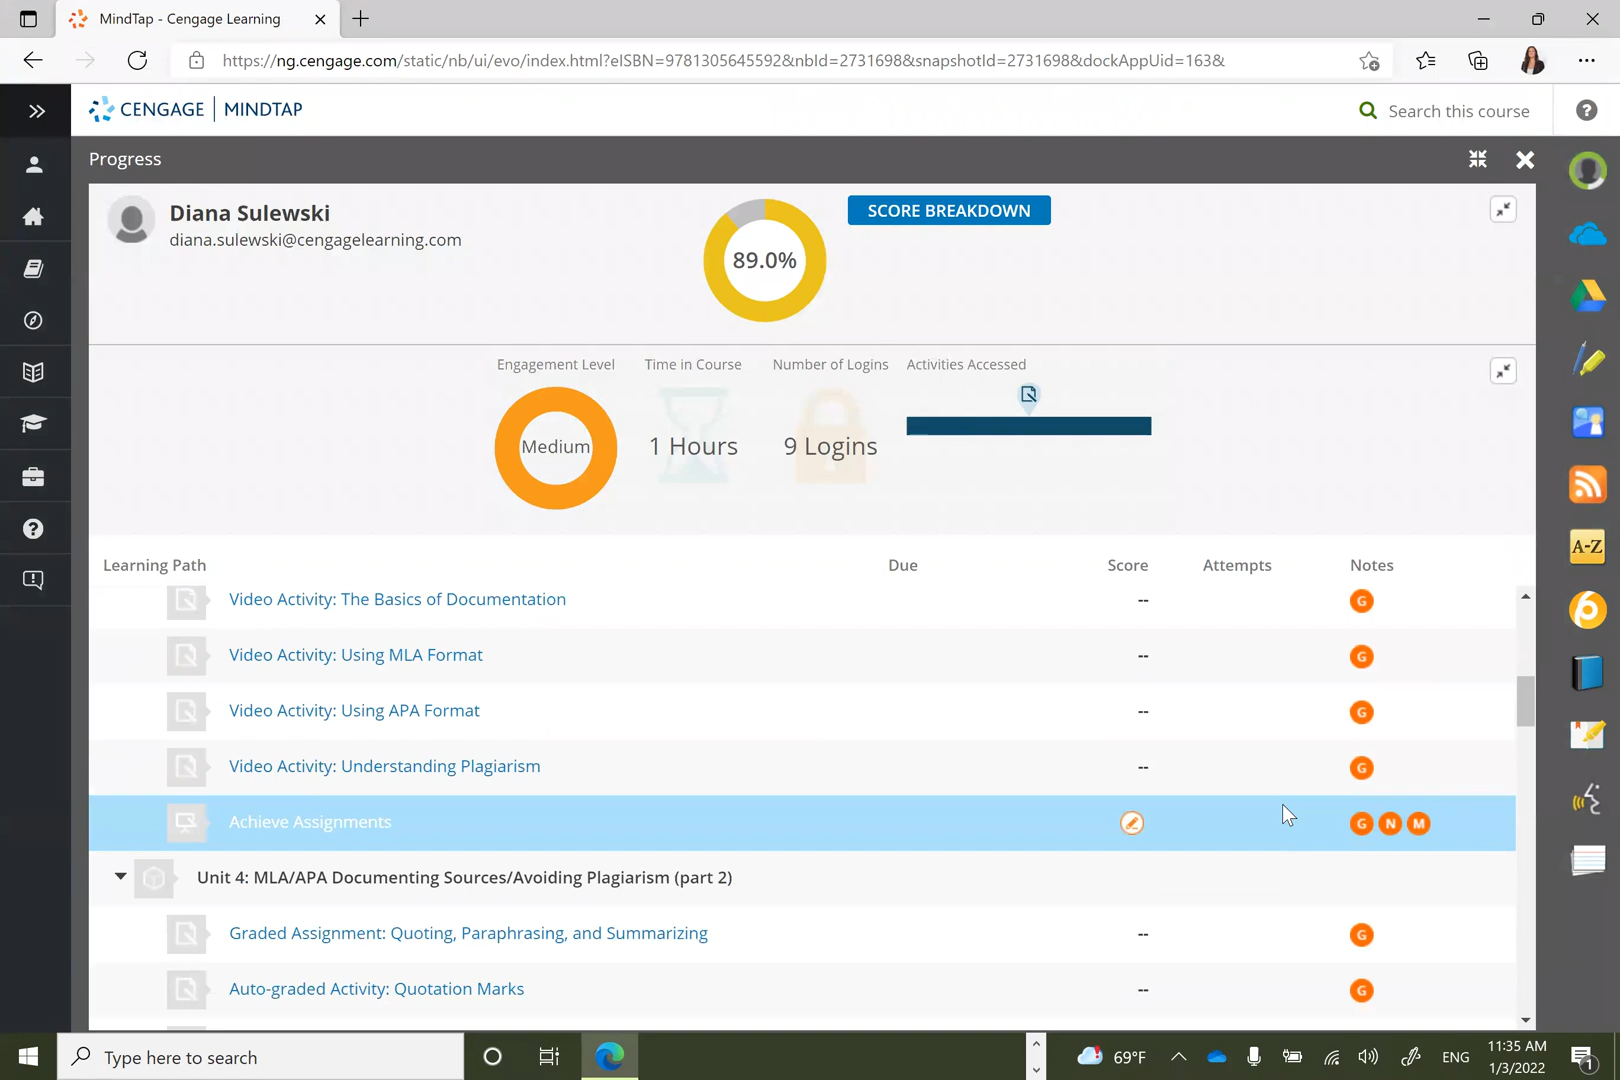 MindTap - Cengage Learning
https://ng.cengage.com/static/nb/ui/evo/index.html?eISBN=9781305645592&nbId=2731698&snapshotId=2731698&dockAppUid=163&
CENGAGE | MINDTAP
Search this course
Progress
Diana Sulewski
diana.sulewski@cengagelearning.com
89.0%
SCORE BREAKDOWN
Engagement Level
Time in Course
Number of Logins
Activities Accessed
Medium
1 Hours
9 Logins
Learning Path
Due
Score
Attempts
Notes
Video Activity: The Basics of Documentation
--
G
Video Activity: Using MLA Format
--
G
Video Activity: Using APA Format
--
G
Video Activity: Understanding Plagiarism
--
G
Achieve Assignments
G N M
Unit 4: MLA/APA Documenting Sources/Avoiding Plagiarism (part 2)
Graded Assignment: Quoting, Paraphrasing, and Summarizing
--
G
Auto-graded Activity: Quotation Marks
--
G
A-Z
Type here to search
69°F
ENG
11:35 AM
1/3/2022
1